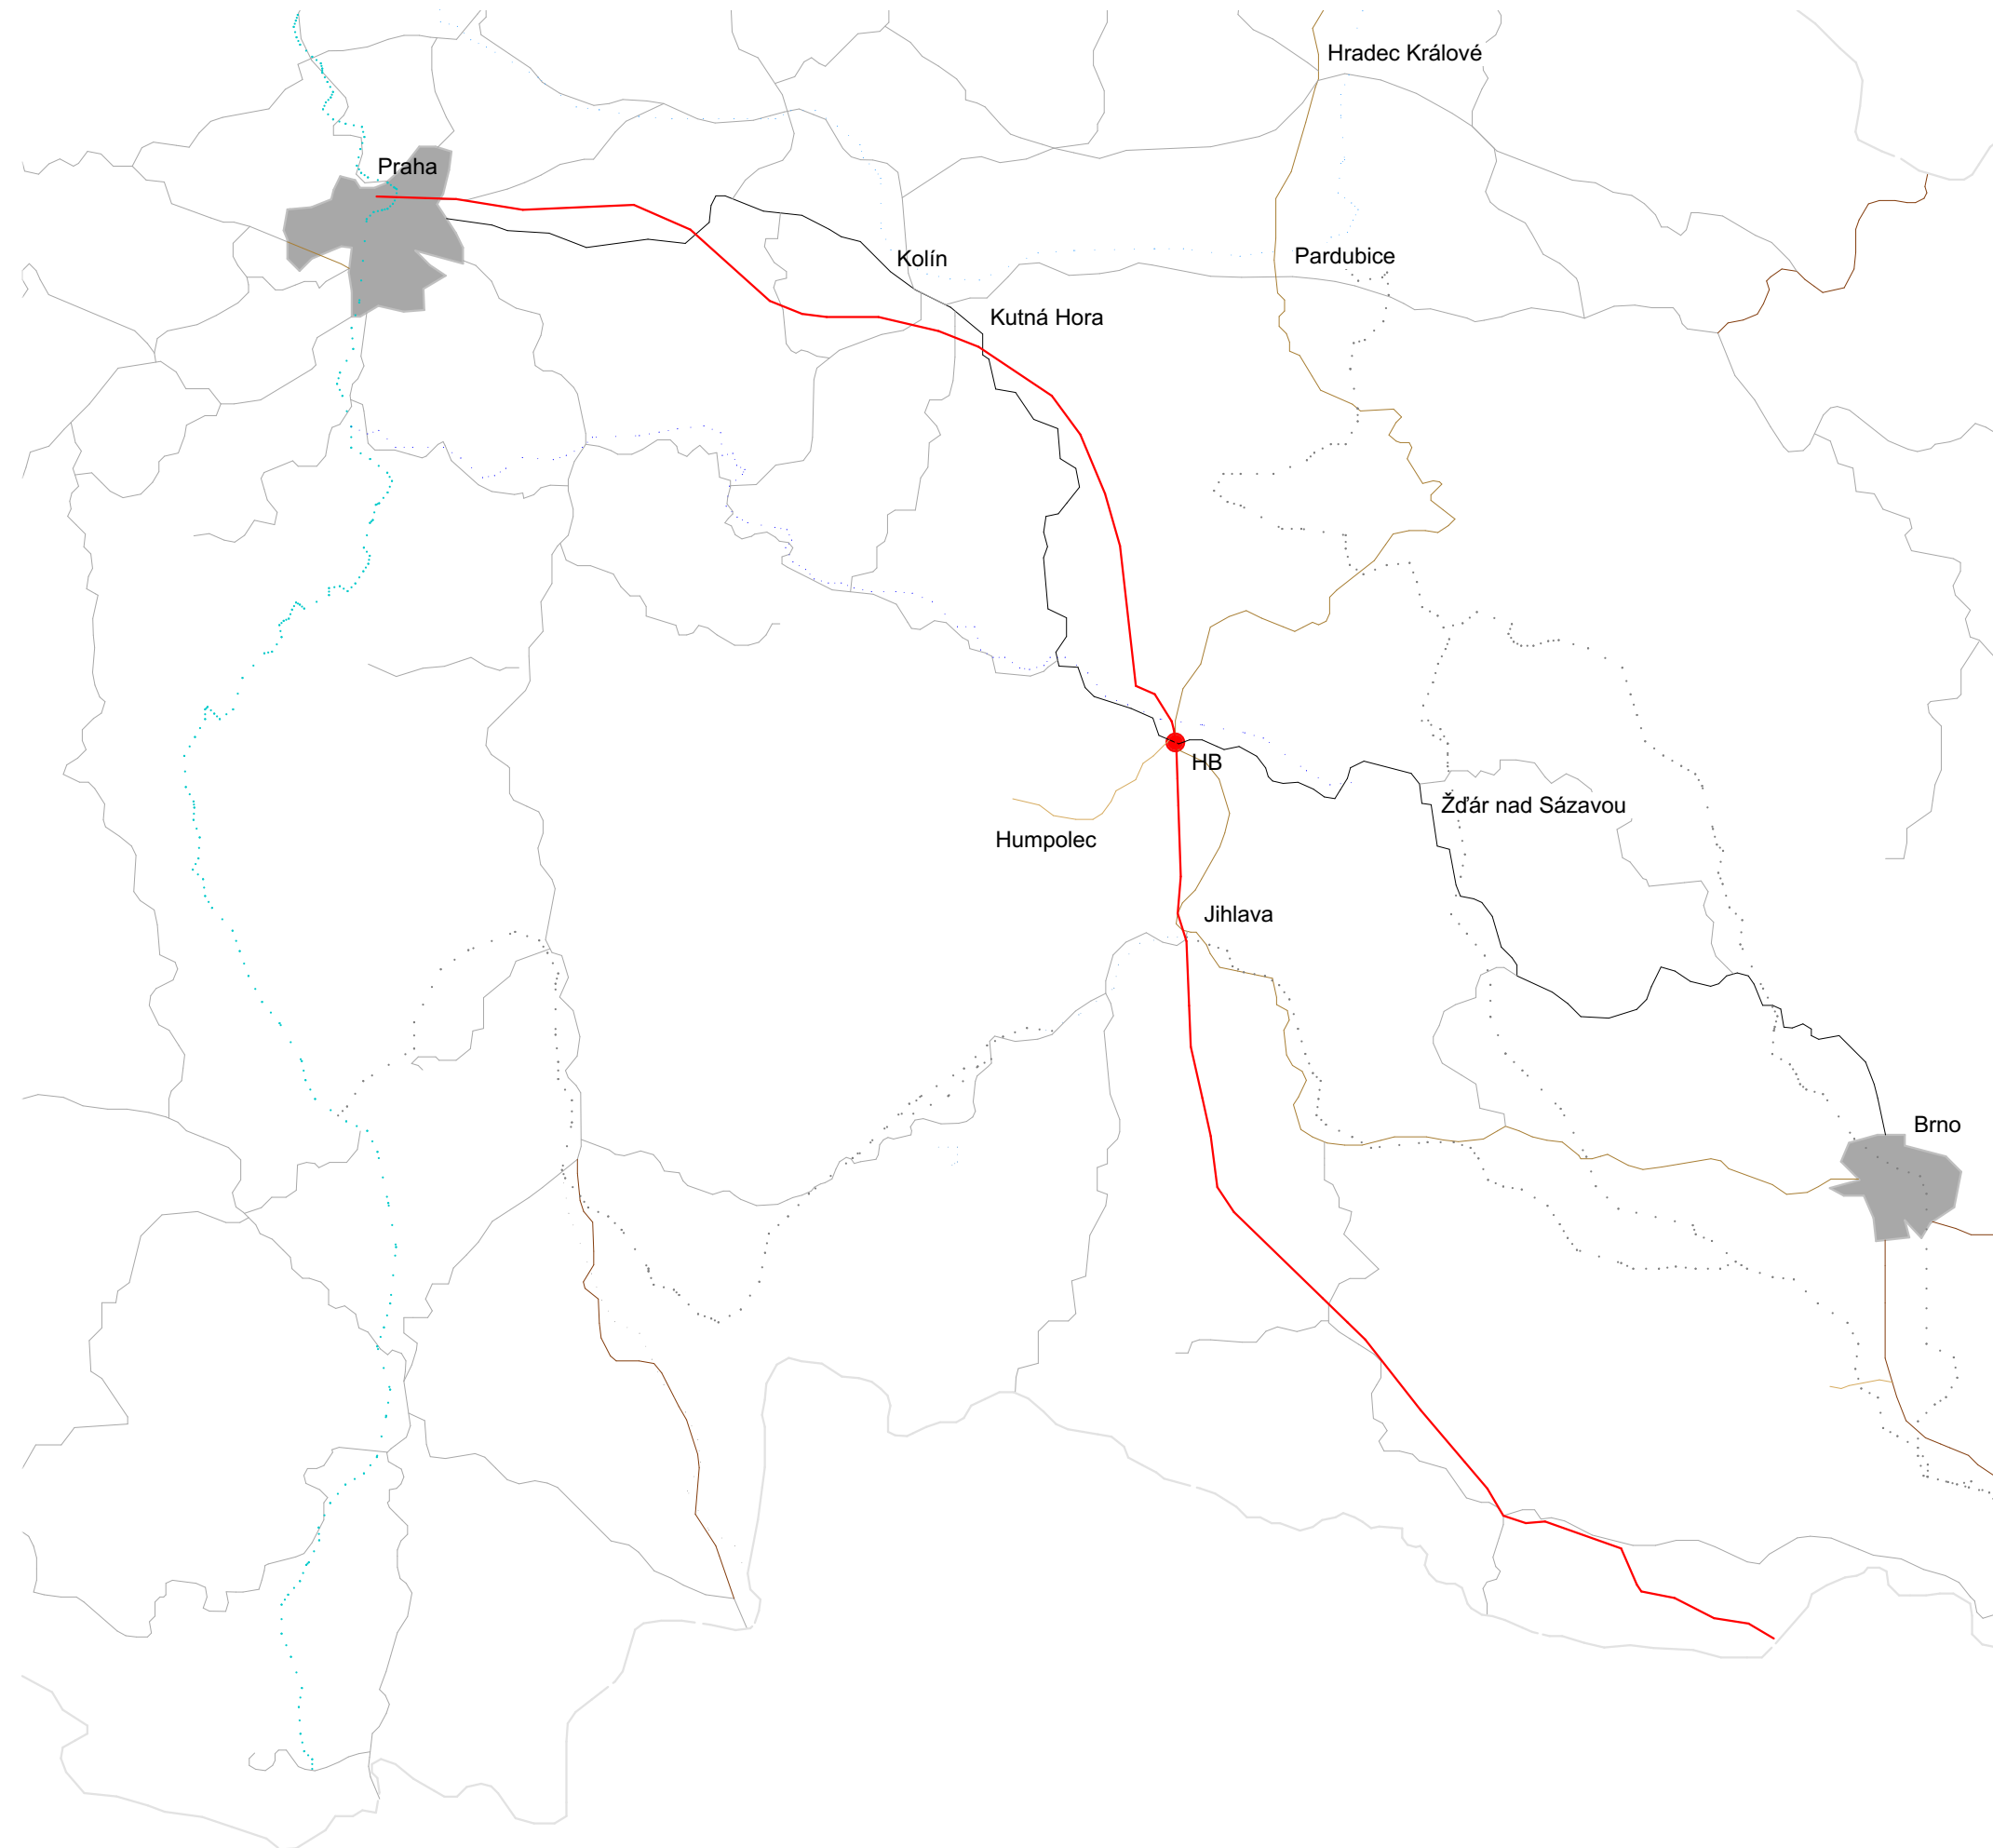 Hradec Králové
Praha
Pardubice
Kolín
Kutná Hora
HB
Žďár nad Sázavou
Humpolec
Jihlava
Brno